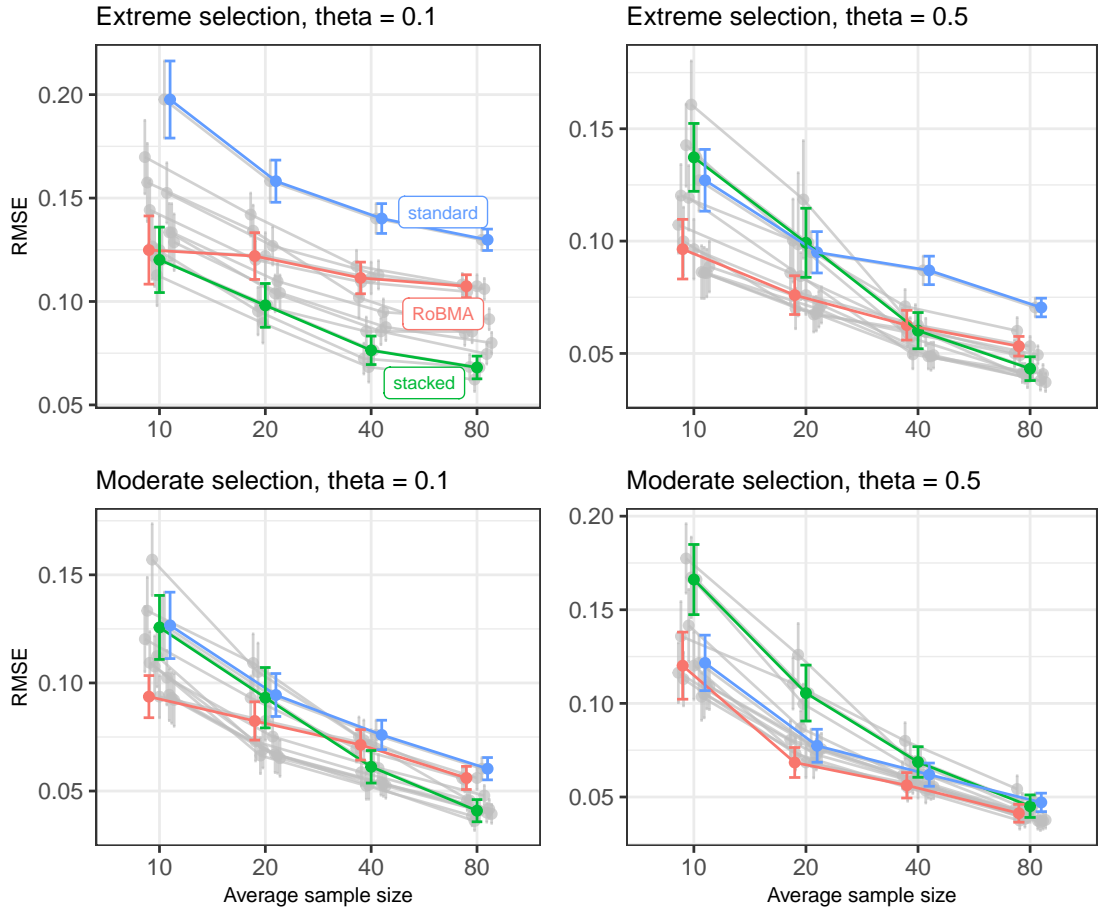 Extreme selection, theta = 0.1
Extreme selection, theta = 0.5
RMSE
0.20
0.15
0.10
0.05
standard
RoBMA
stacked
10 20 40 80
0.15
0.10
0.05
10 20 40 80
Moderate selection, theta = 0.1
Moderate selection, theta = 0.5
RMSE
0.15
0.10
0.05
10 20 40 80
Average sample size
0.20
0.15
0.10
0.05
10 20 40 80
Average sample size